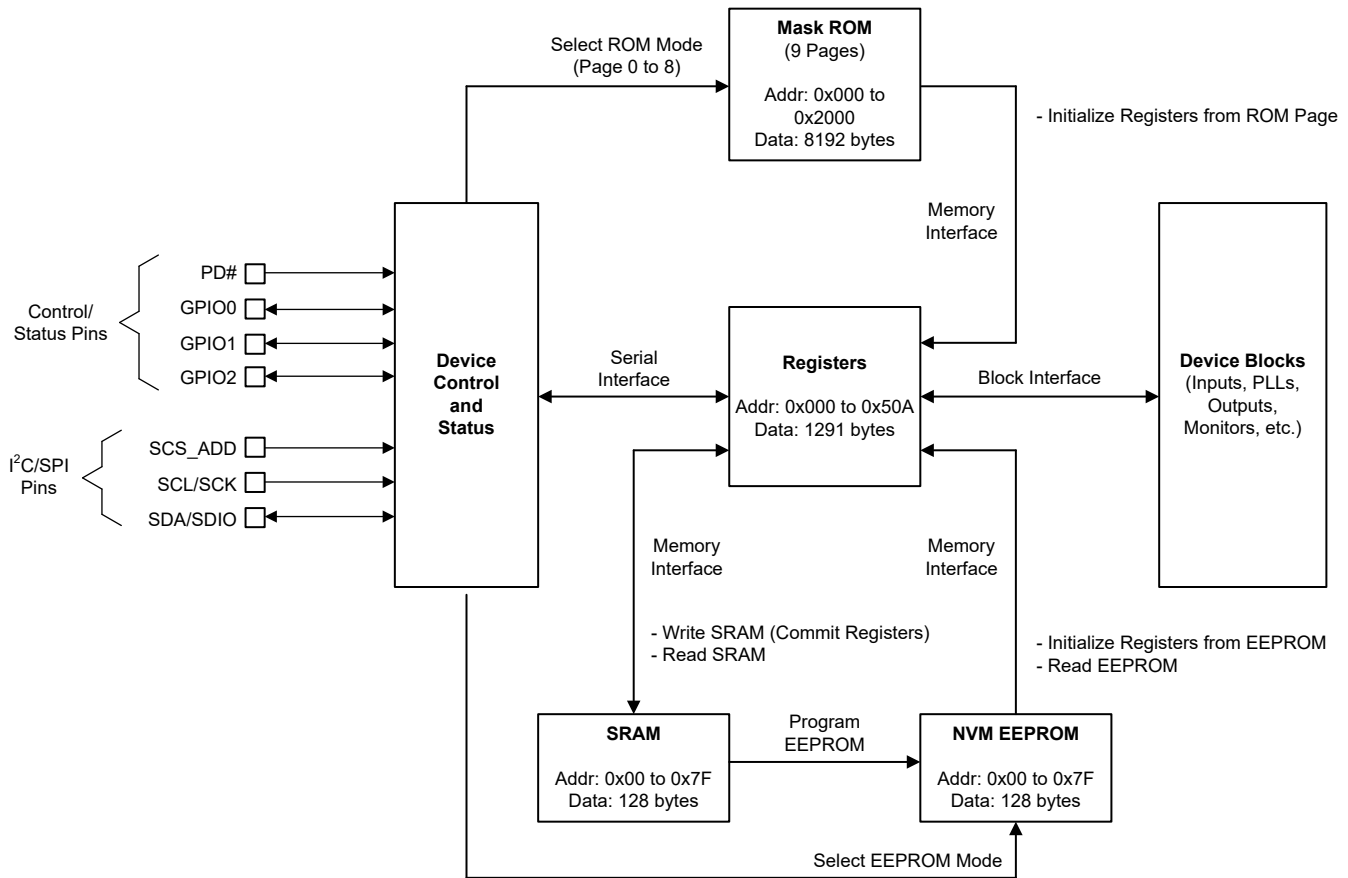 Mask ROM
(9 Pages)
Addr: 0x000 to
0x2000
Data: 8192 bytes
Select ROM Mode
(Page 0 to 8)
- Initialize Registers from ROM Page
Memory
Interface
Control/
Status Pins
PD#
GPIO0
GPIO1
GPIO2
I²C/SPI
Pins
SCS_ADD
SCL/SCK
SDA/SDIO
Device
Control
and
Status
Serial
Interface
Registers
Addr: 0x000 to 0x50A
Data: 1291 bytes
Block Interface
Device Blocks
(Inputs, PLLs,
Outputs,
Monitors, etc.)
Memory
Interface
Memory
Interface
- Write SRAM (Commit Registers)
- Read SRAM
- Initialize Registers from EEPROM
- Read EEPROM
SRAM
Addr: 0x00 to 0x7F
Data: 128 bytes
Program
EEPROM
NVM EEPROM
Addr: 0x00 to 0x7F
Data: 128 bytes
Select EEPROM Mode